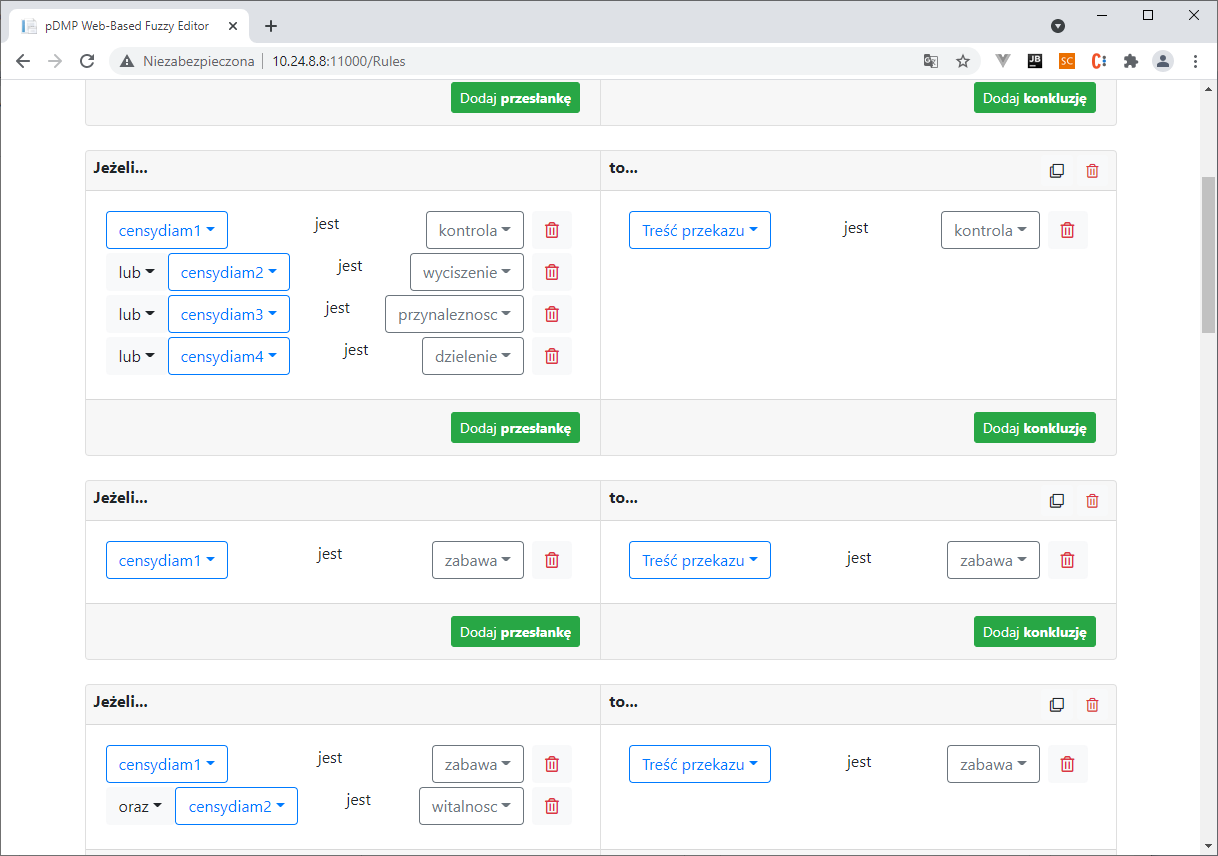 pDMP Web-Based Fuzzy Editor
Niezabezpieczona 10.24.8.8:11000/Rules
JB SC
Dodaj przesłankę Dodaj konkluzję
Jeżeli... to...
censydiam1 jest kontrola Treść przekazu jest kontrola
lub censydiam2 jest wyciszenie
lub censydiam3 jest przynaleznosc
lub censydiam4 jest dzielenie
Dodaj przesłankę Dodaj konkluzję
Jeżeli... to...
censydiam1 jest zabawa Treść przekazu jest zabawa
Dodaj przesłankę Dodaj konkluzję
Jeżeli... to...
censydiam1 jest zabawa Treść przekazu jest zabawa
oraz censydiam2 jest witalnosc